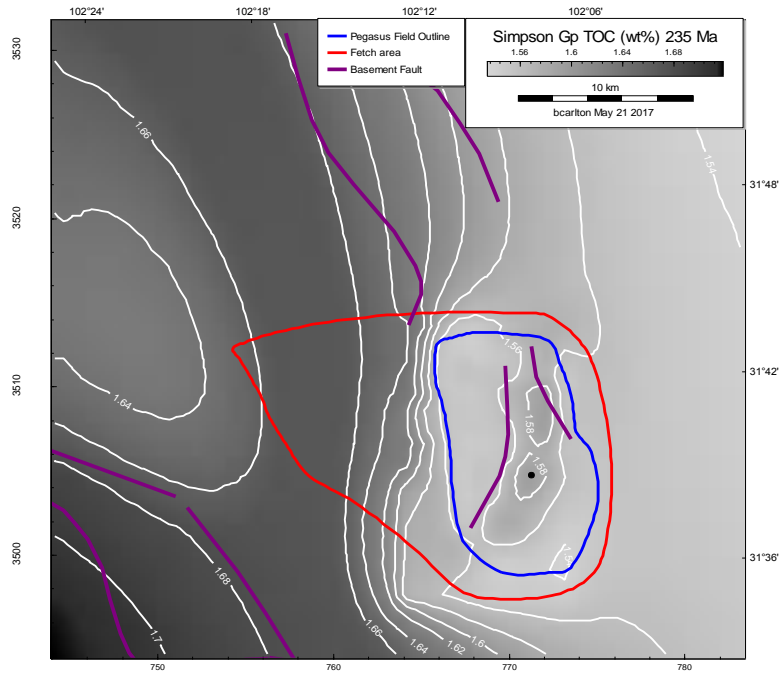 102°24' 102°18' 102°12' 102°06'
Pegasus Field Outline
Fetch area
Basement Fault
Simpson Gp TOC (wt%) 235 Ma
1.56 1.6 1.64 1.68
10 km
bcarlton May 21 2017
3530
1.66
1.54
31°48'
3520
1.56
31°42'
3510
1.64
1.58
1.58
3500
31°36'
1.68
1.7
1.66
1.64
1.62
1.6
750 760 770 780